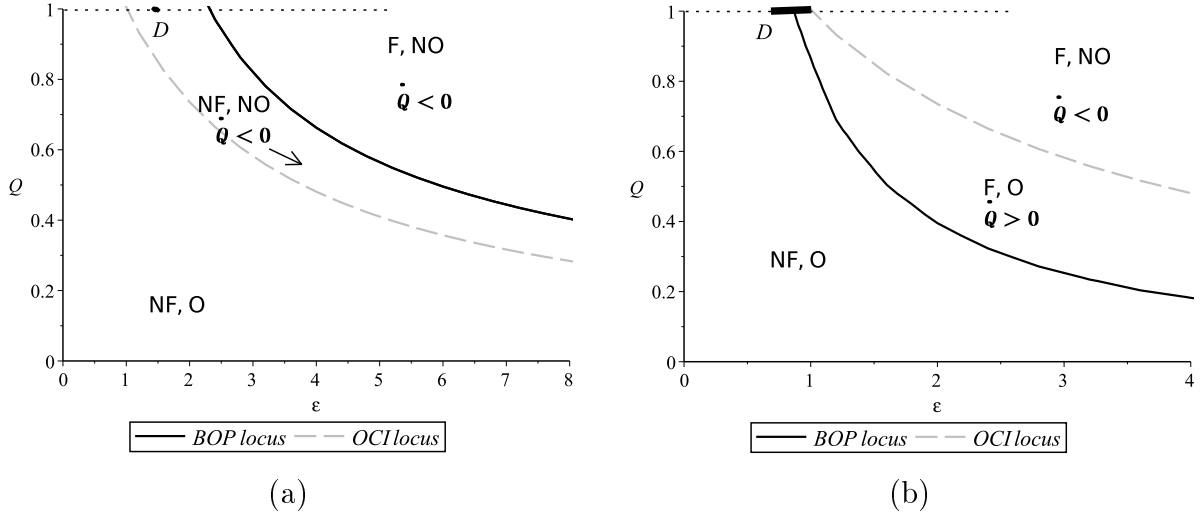 1
D
F, NO
Q̇ < 0
0.8
NF, NO
Q̇ < 0
0.6
Q
0.4
0.2
NF, O
0
0 1 2 3 4 5 6 7 8
ε
BOP locus OCI locus
(a)
1
D
F, NO
0.8
Q̇ < 0
0.6
Q
F, O
Q̇ > 0
0.4
NF, O
0.2
0
0 1 2 3 4
ε
BOP locus OCI locus
(b)